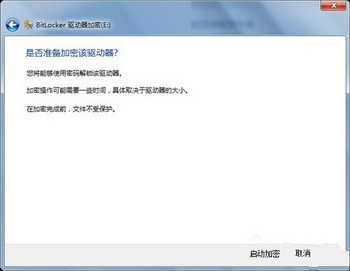 BitLocker 驱动器加密(E:)
是否准备加密该驱动器?
您将能够使用密码解锁该驱动器。
加密操作可能需要一些时间，具体取决于驱动器的大小。
在加密完成前，文件不受保护。
启动加密 取消